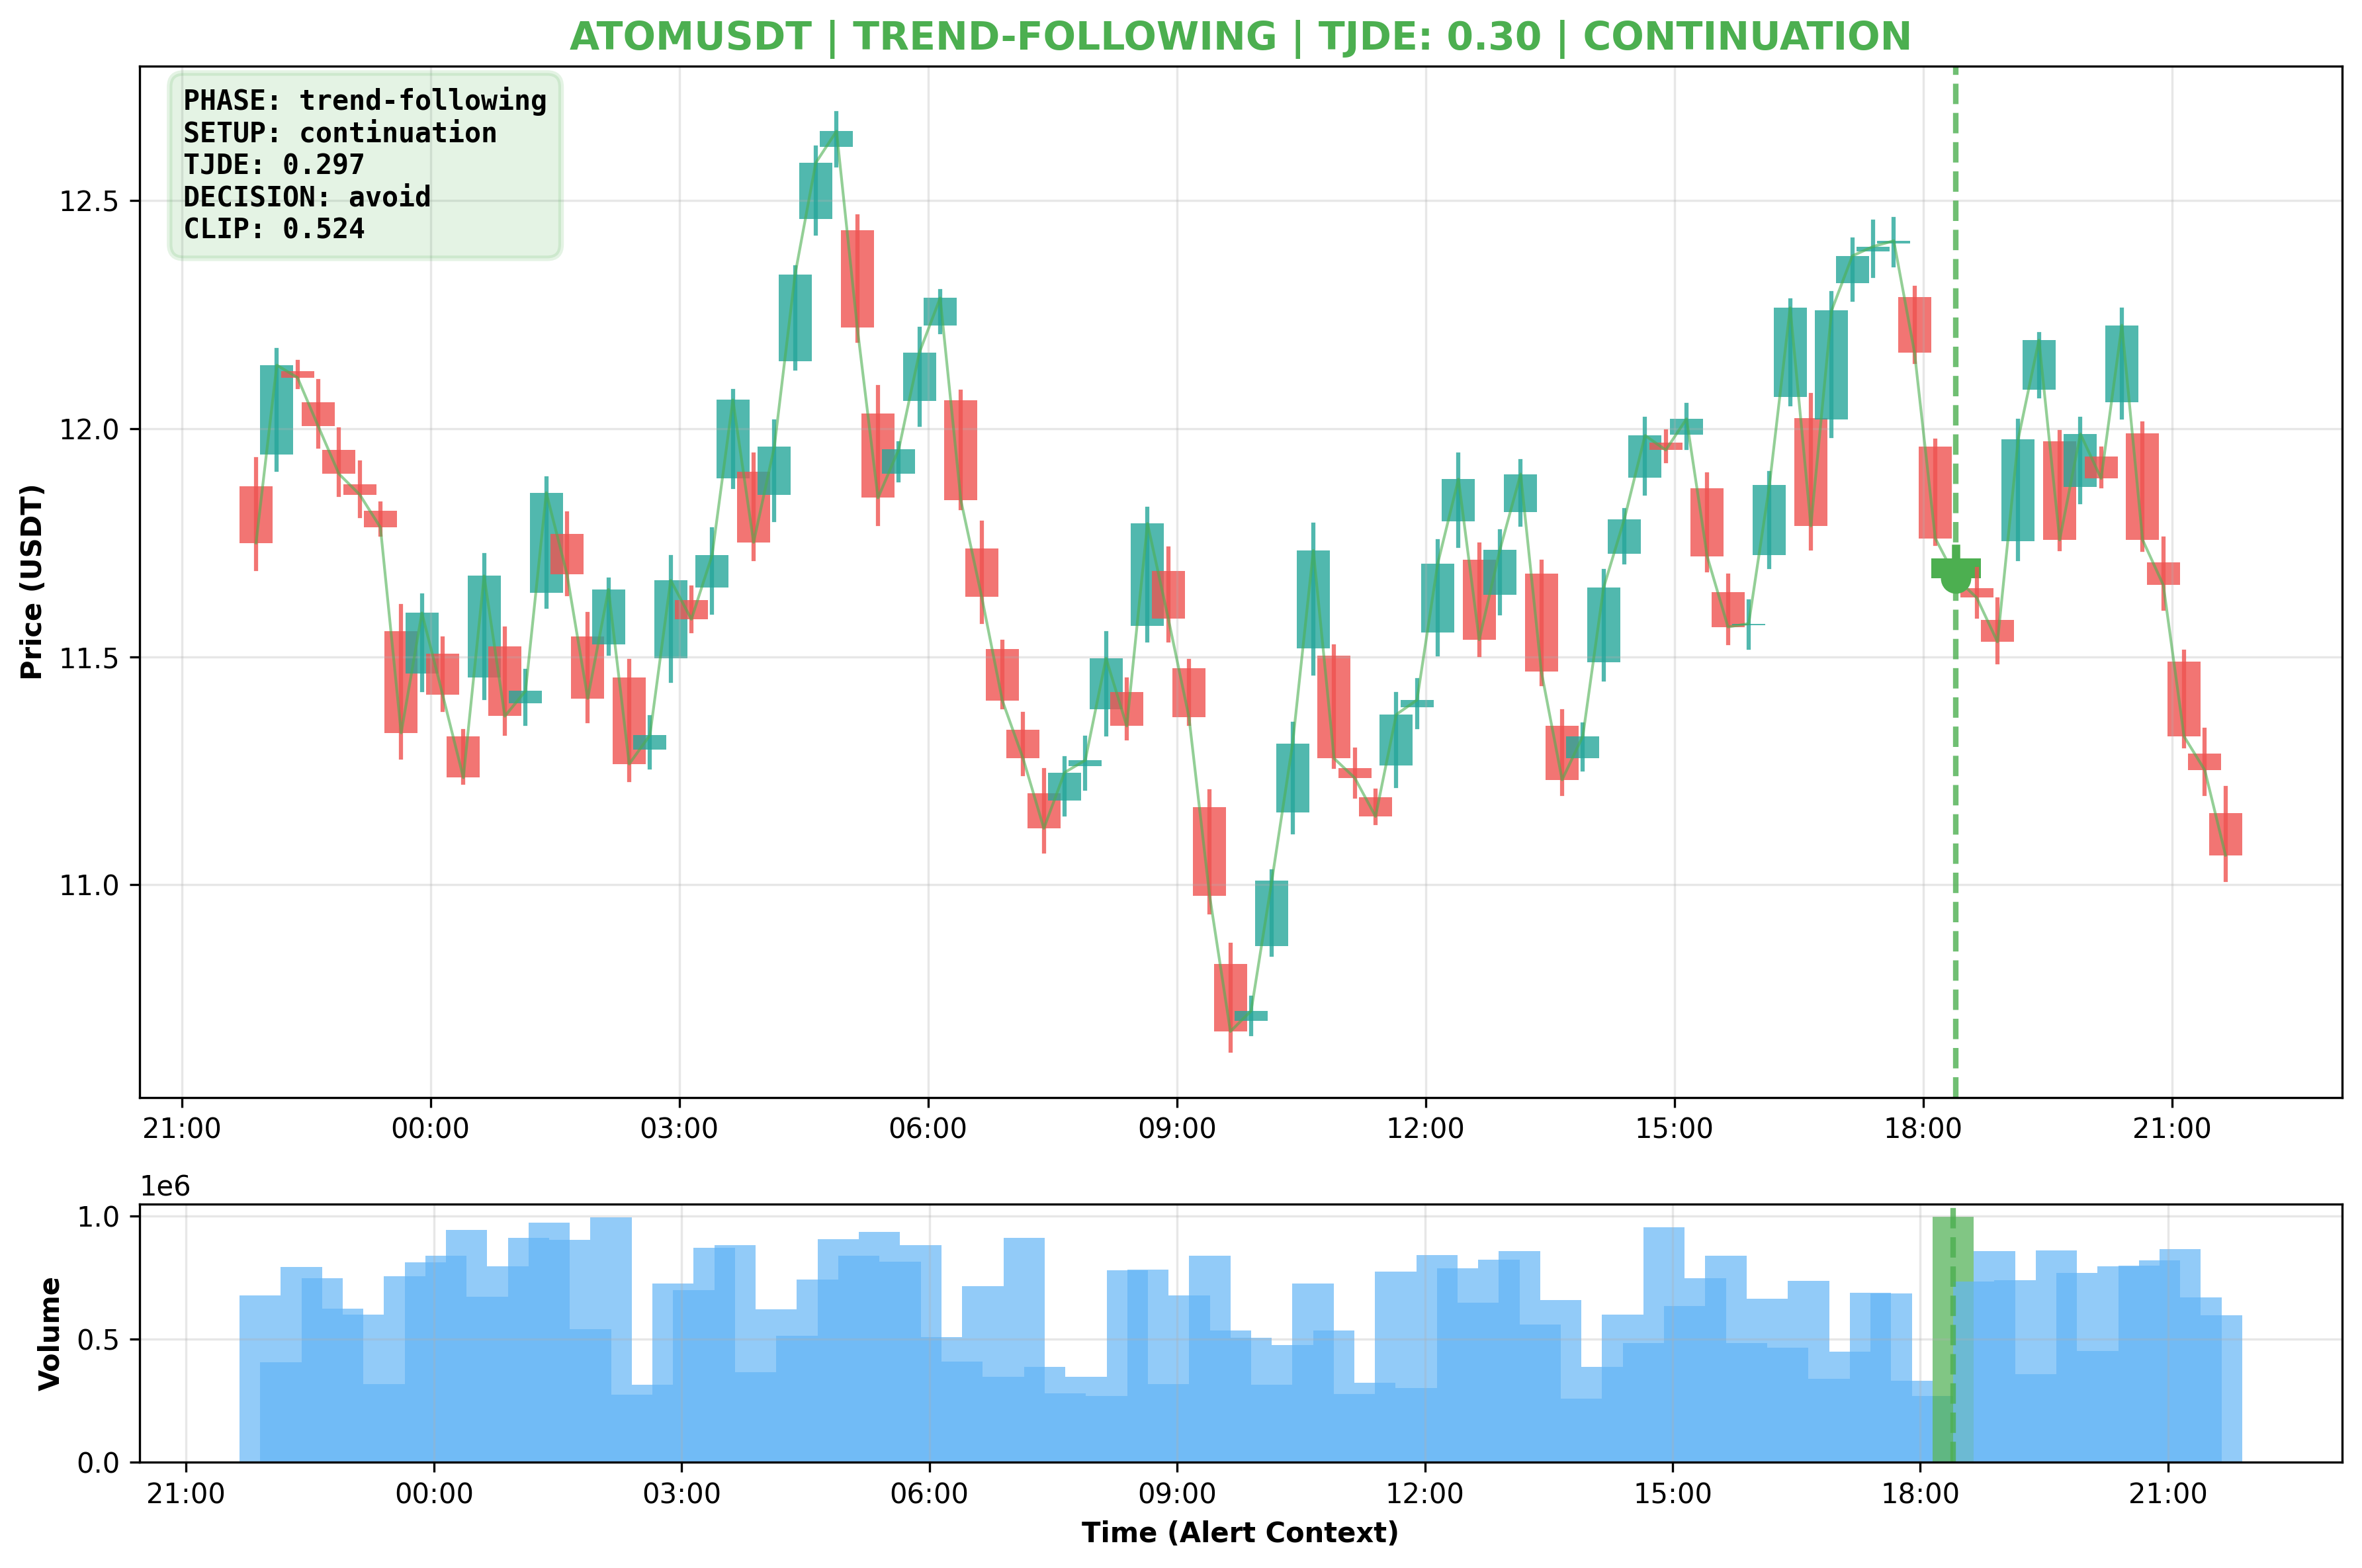 ATOMUSDT | TREND-FOLLOWING | TJDE: 0.30 | CONTINUATION
PHASE: trend-following
SETUP: continuation
TJDE: 0.297
DECISION: avoid
CLIP: 0.524
Price (USDT)
12.5
12.0
11.5
11.0
21:00 00:00 03:00 06:00 09:00 12:00 15:00 18:00 21:00
1e6
Volume
1.0
0.5
0.0
21:00 00:00 03:00 06:00 09:00 12:00 15:00 18:00 21:00
Time (Alert Context)